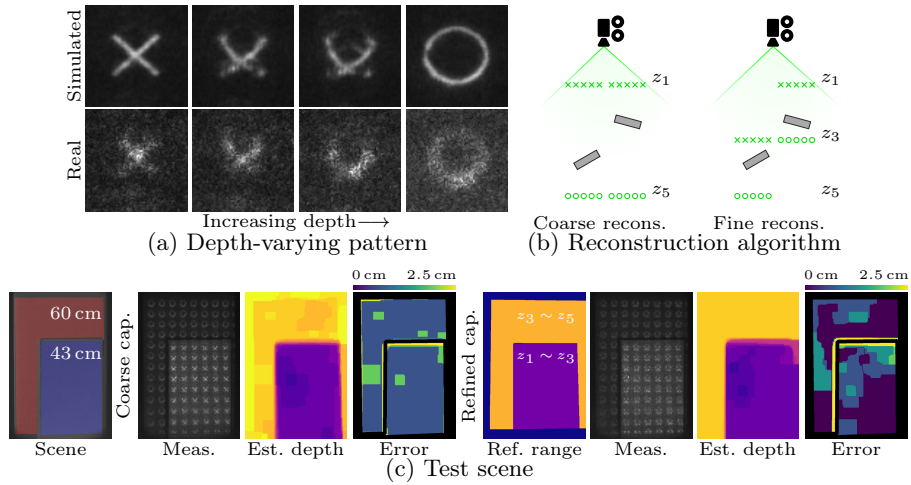 Simulated
Real
Increasing depth⟶
(a) Depth-varying pattern
z₁
z₅
z₁
z₃
z₅
Coarse recons.
Fine recons.
(b) Reconstruction algorithm
0 cm 2.5 cm
0 cm 2.5 cm
60 cm
43 cm
Coarse cap.
z₃ ∼ z₅
z₁ ∼ z₃
Refined cap.
Scene
Meas.
Est. depth
Error
Ref. range
Meas.
Est. depth
Error
(c) Test scene